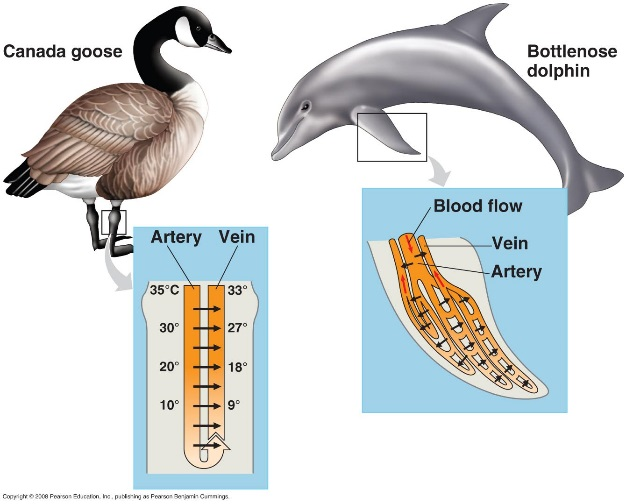 Canada goose
Bottlenose
dolphin
Artery Vein
35°C 33°
30° 27°
20° 18°
10° 9°
Blood flow
Vein
Artery
Copyright © 2008 Pearson Education, Inc., publishing as Pearson Benjamin Cummings.